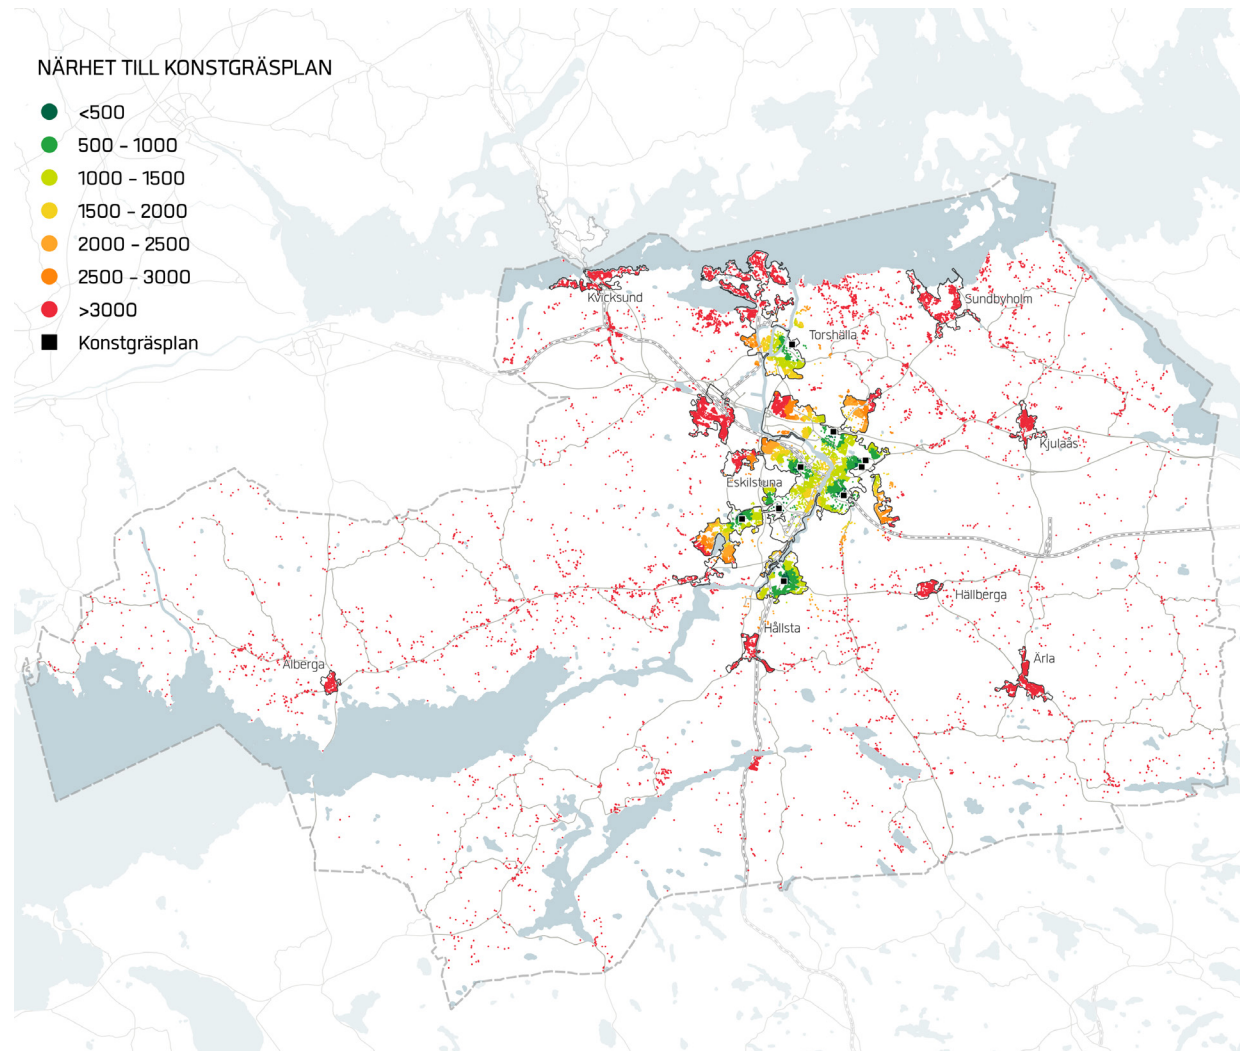 NÄRHET TILL KONSTGRÄSPLAN
<500
500 - 1000
1000 - 1500
1500 - 2000
2000 - 2500
2500 - 3000
>3000
Konstgräsplan
Kvicksund
Sundbyholm
Torshälla
Kjulaås
Eskilstuna
Hällberga
Hållsta
Ärla
Alberga